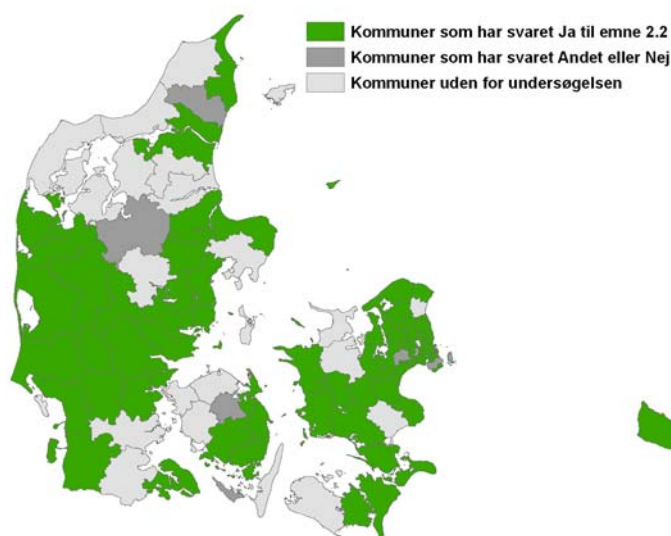 Kommuner som har svaret Ja til emne 2.2
Kommuner som har svaret Andet eller Nej
Kommuner uden for undersøgelsen